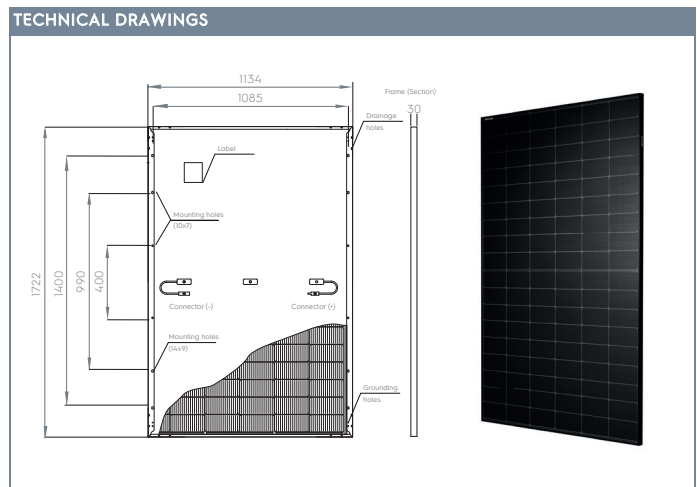 TECHNICAL DRAWINGS
1134
1085
Frame (Section)
30
Drainage
holes
Label
Mounting holes
(10x7)
1722
1400
990
400
Connector (-)
Connector (+)
Mounting holes
(14x9)
Grounding
holes